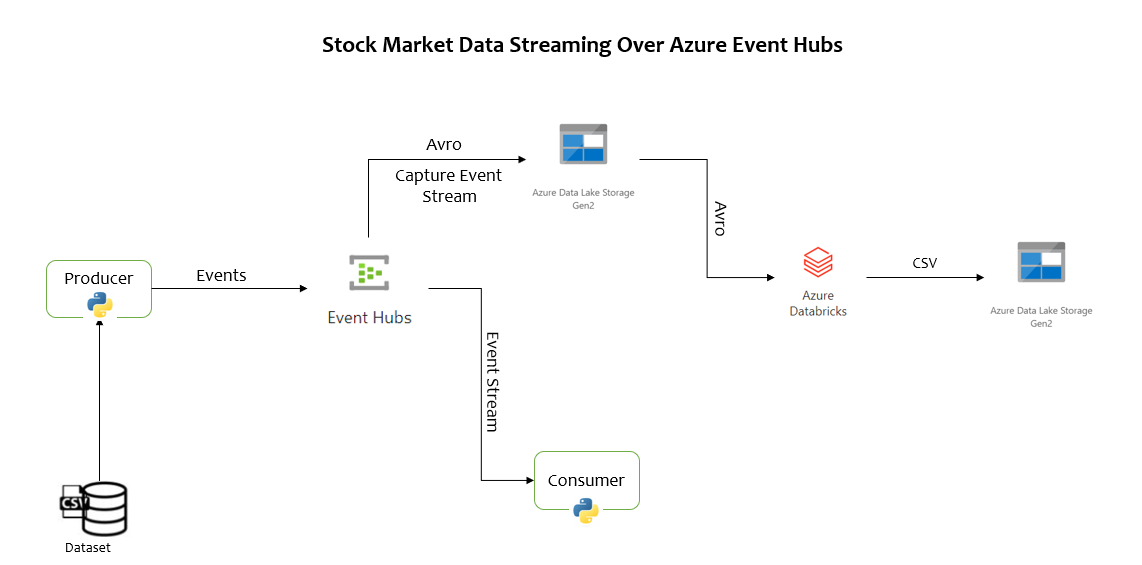 Stock Market Data Streaming Over Azure Event Hubs
Avro
Capture Event
Stream
Azure Data Lake Storage
Gen2
Avro
Producer
Events
Event Hubs
Azure
Databricks
CSV
Azure Data Lake Storage
Gen2
Event Stream
Consumer
CSV
Dataset